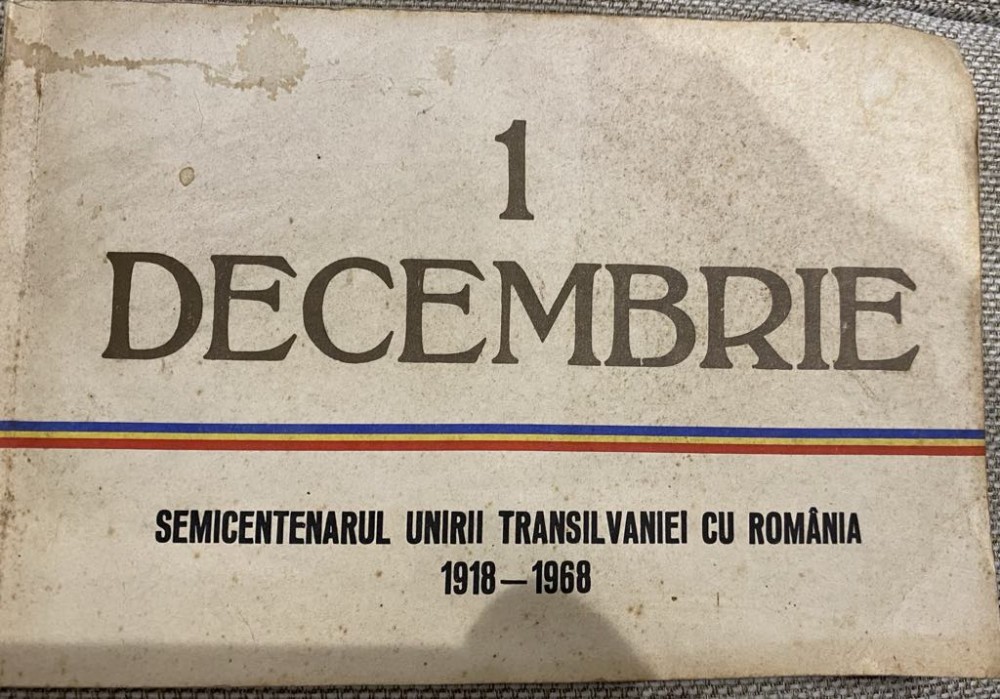 1
DECEMBRIE
SEMICENTENARUL UNIRII TRANSILVANIEI CU ROMÂNIA
1918 — 1968